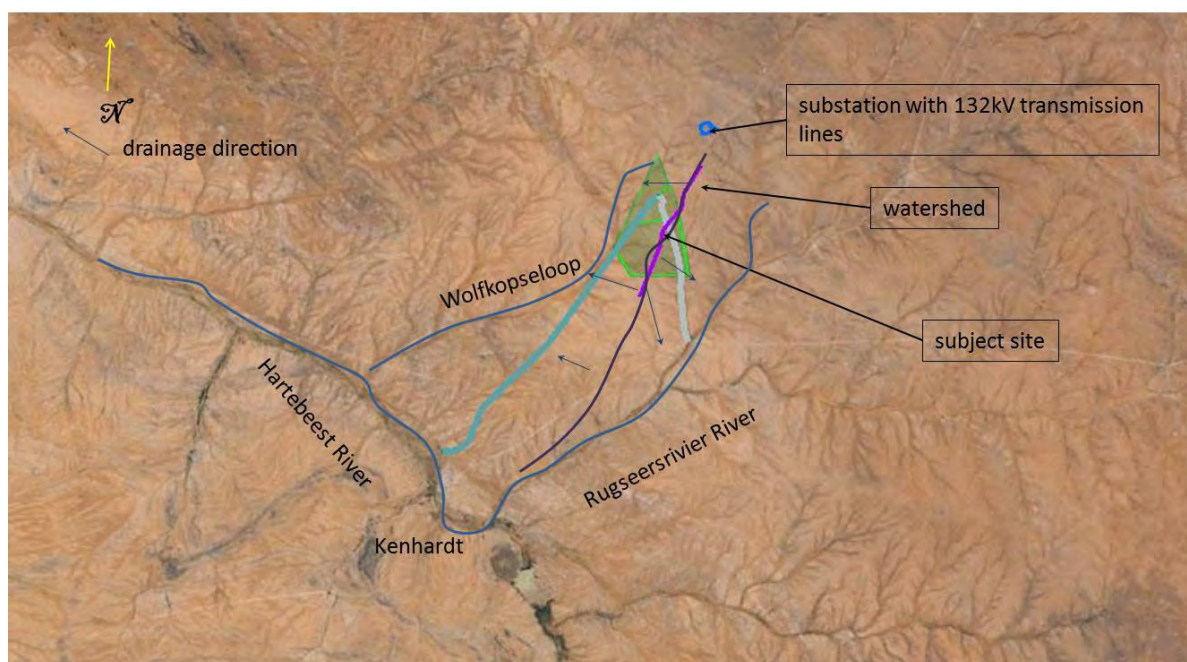 substation with 132kV transmission
lines
N
drainage direction
watershed
Wolfkopseloop
subject site
Hartebeest River
Rugseersrivier River
Kenhardt